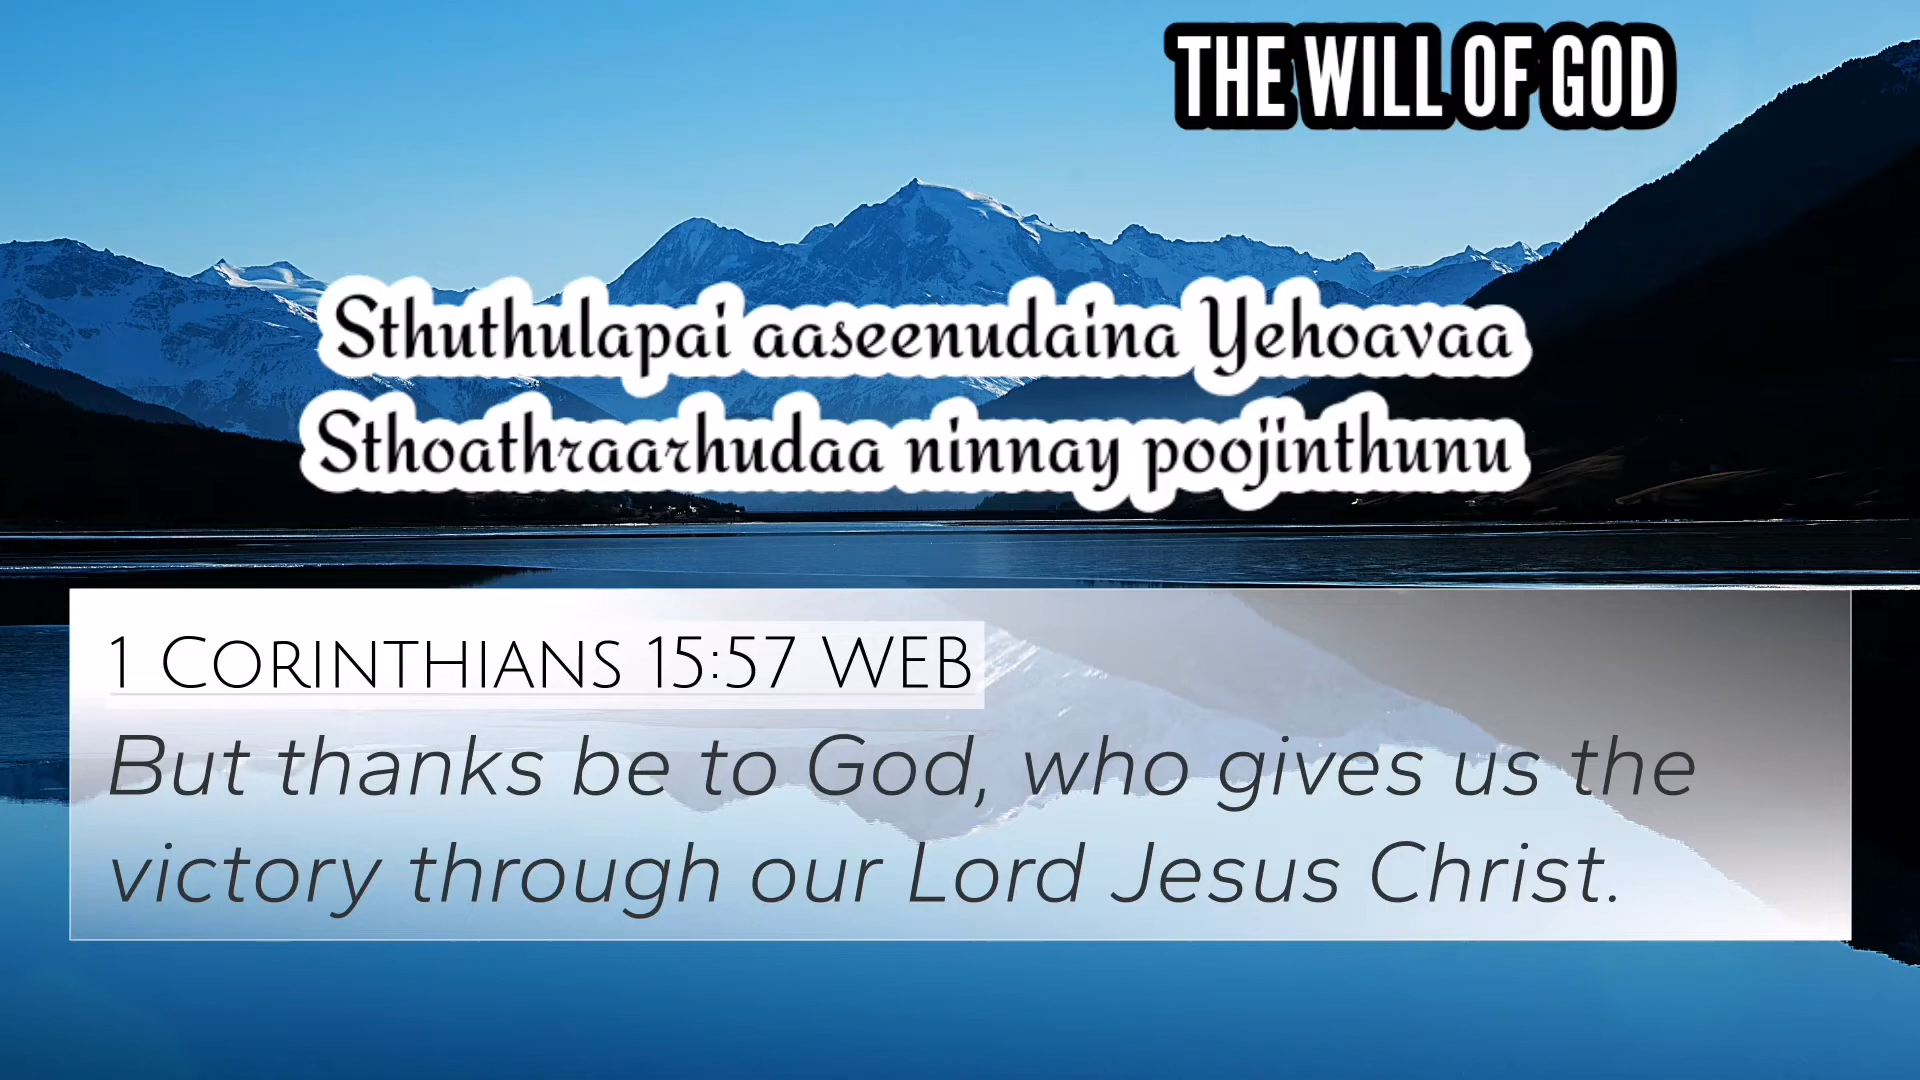 THE WILL OF GOD
Sthuthulapai aaseenudaina Yehoavaa
Sthoathraarhudaa ninnay poojinthunu
1 Corinthians 15:57 WEB
But thanks be to God, who gives us the
victory through our Lord Jesus Christ.